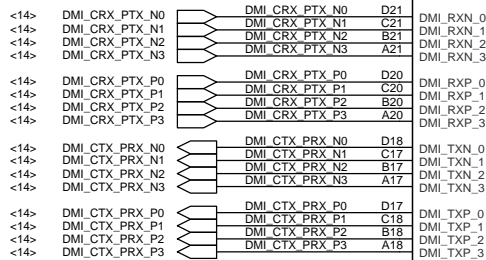 <14> DMI_CRX_PTX_N0 DMI_CRX_PTX_N0 D21 DMI_RXN_0
<14> DMI_CRX_PTX_N1 DMI_CRX_PTX_N1 C21 DMI_RXN_1
<14> DMI_CRX_PTX_N2 DMI_CRX_PTX_N2 B21 DMI_RXN_2
<14> DMI_CRX_PTX_N3 DMI_CRX_PTX_N3 A21 DMI_RXN_3
<14> DMI_CRX_PTX_P0 DMI_CRX_PTX_P0 D20 DMI_RXP_0
<14> DMI_CRX_PTX_P1 DMI_CRX_PTX_P1 C20 DMI_RXP_1
<14> DMI_CRX_PTX_P2 DMI_CRX_PTX_P2 B20 DMI_RXP_2
<14> DMI_CRX_PTX_P3 DMI_CRX_PTX_P3 A20 DMI_RXP_3
<14> DMI_CTX_PRX_N0 DMI_CTX_PRX_N0 D18 DMI_TXN_0
<14> DMI_CTX_PRX_N1 DMI_CTX_PRX_N1 C17 DMI_TXN_1
<14> DMI_CTX_PRX_N2 DMI_CTX_PRX_N2 B17 DMI_TXN_2
<14> DMI_CTX_PRX_N3 DMI_CTX_PRX_N3 A17 DMI_TXN_3
<14> DMI_CTX_PRX_P0 DMI_CTX_PRX_P0 D17 DMI_TXP_0
<14> DMI_CTX_PRX_P1 DMI_CTX_PRX_P1 C18 DMI_TXP_1
<14> DMI_CTX_PRX_P2 DMI_CTX_PRX_P2 B18 DMI_TXP_2
<14> DMI_CTX_PRX_P3 DMI_CTX_PRX_P3 A18 DMI_TXP_3